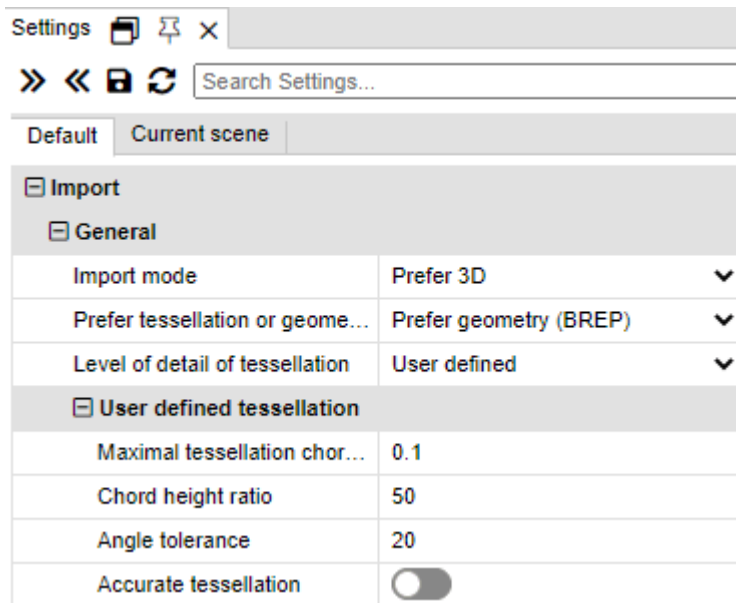 Settings
Search Settings...
Default Current scene
Import
General
Import mode Prefer 3D
Prefer tessellation or geome... Prefer geometry (BREP)
Level of detail of tessellation User defined
User defined tessellation
Maximal tessellation chor... 0.1
Chord height ratio 50
Angle tolerance 20
Accurate tessellation